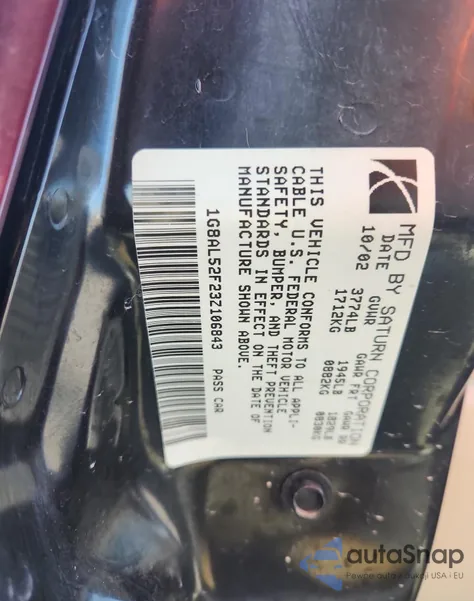 MFD BY SATURN CORPORATION
DATE GVWR GAWR FRT GAWR RR
10/02 3774LB 1945LB 1829LB
1712KG 0882KG 0830KG
THIS VEHICLE CONFORMS TO ALL APPLI-
CABLE U.S. FEDERAL MOTOR VEHICLE
SAFETY, BUMPER, AND THEFT PREVENTION
STANDARDS IN EFFECT ON THE DATE OF
MANUFACTURE SHOWN ABOVE.
1G8AL52F23Z106843 PASS CAR
autoSnap
USA i EU